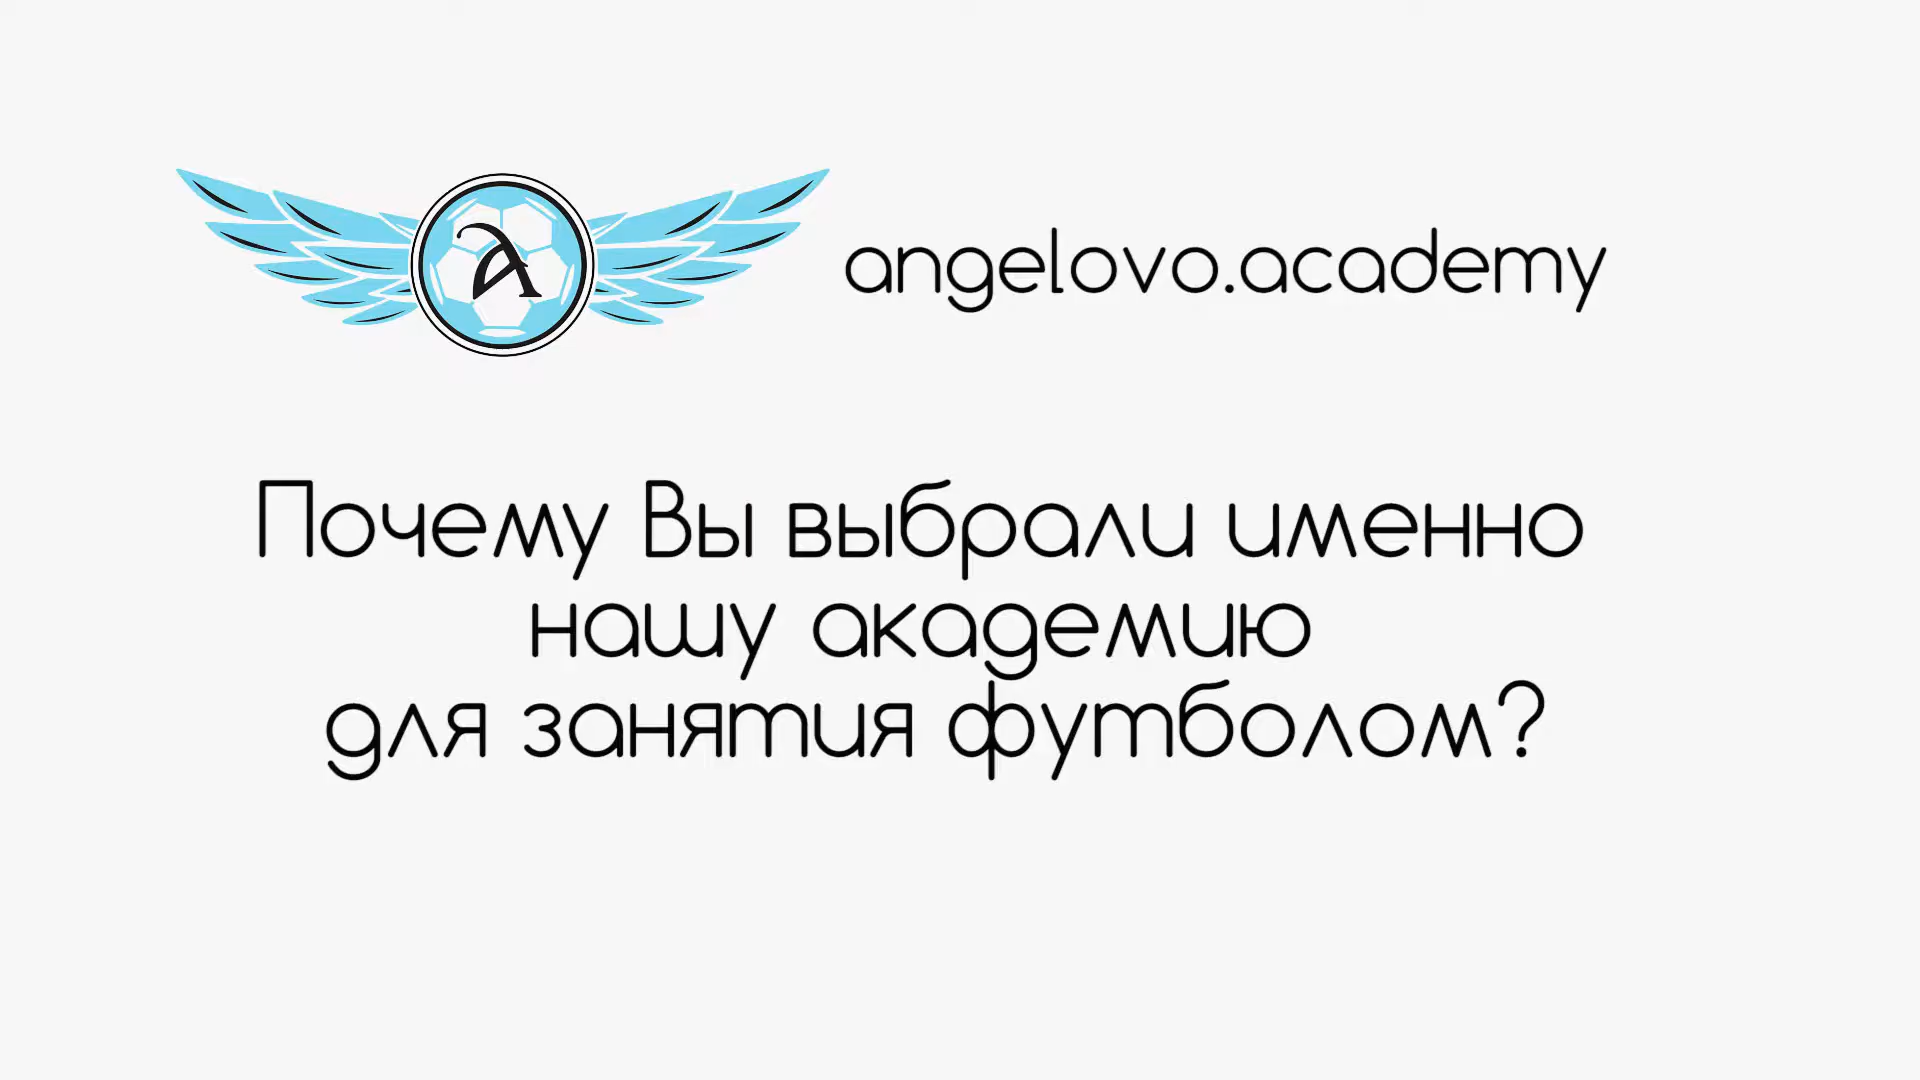 A
angelovo.academy
Почему Вы выбрали именно
нашу академию
для занятия футболом?